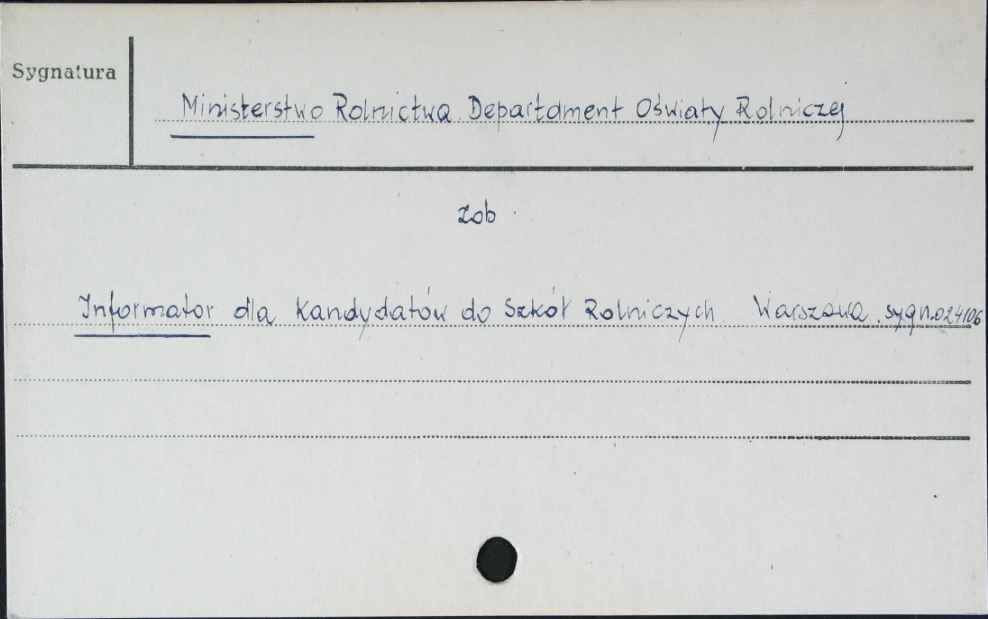 Sygnatura
Ministerstwo Rolnictwa. Departament Oświaty Rolniczej
zob.
Informator dla Kandydatów do Szkół Rolniczych Warszawa. sygn.024106